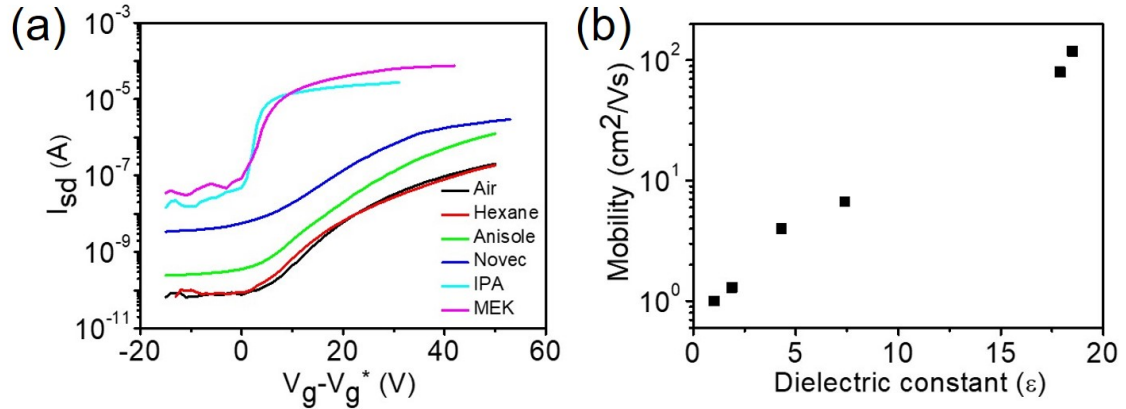 (a)
10⁻³
10⁻⁵
10⁻⁷
10⁻⁹
10⁻¹¹
I_sd (A)
Air
Hexane
Anisole
Novec
IPA
MEK
-20 0 20 40 60
V_g-V_g* (V)
(b)
10²
10¹
10⁰
Mobility (cm²/Vs)
0 5 10 15 20
Dielectric constant (ε)